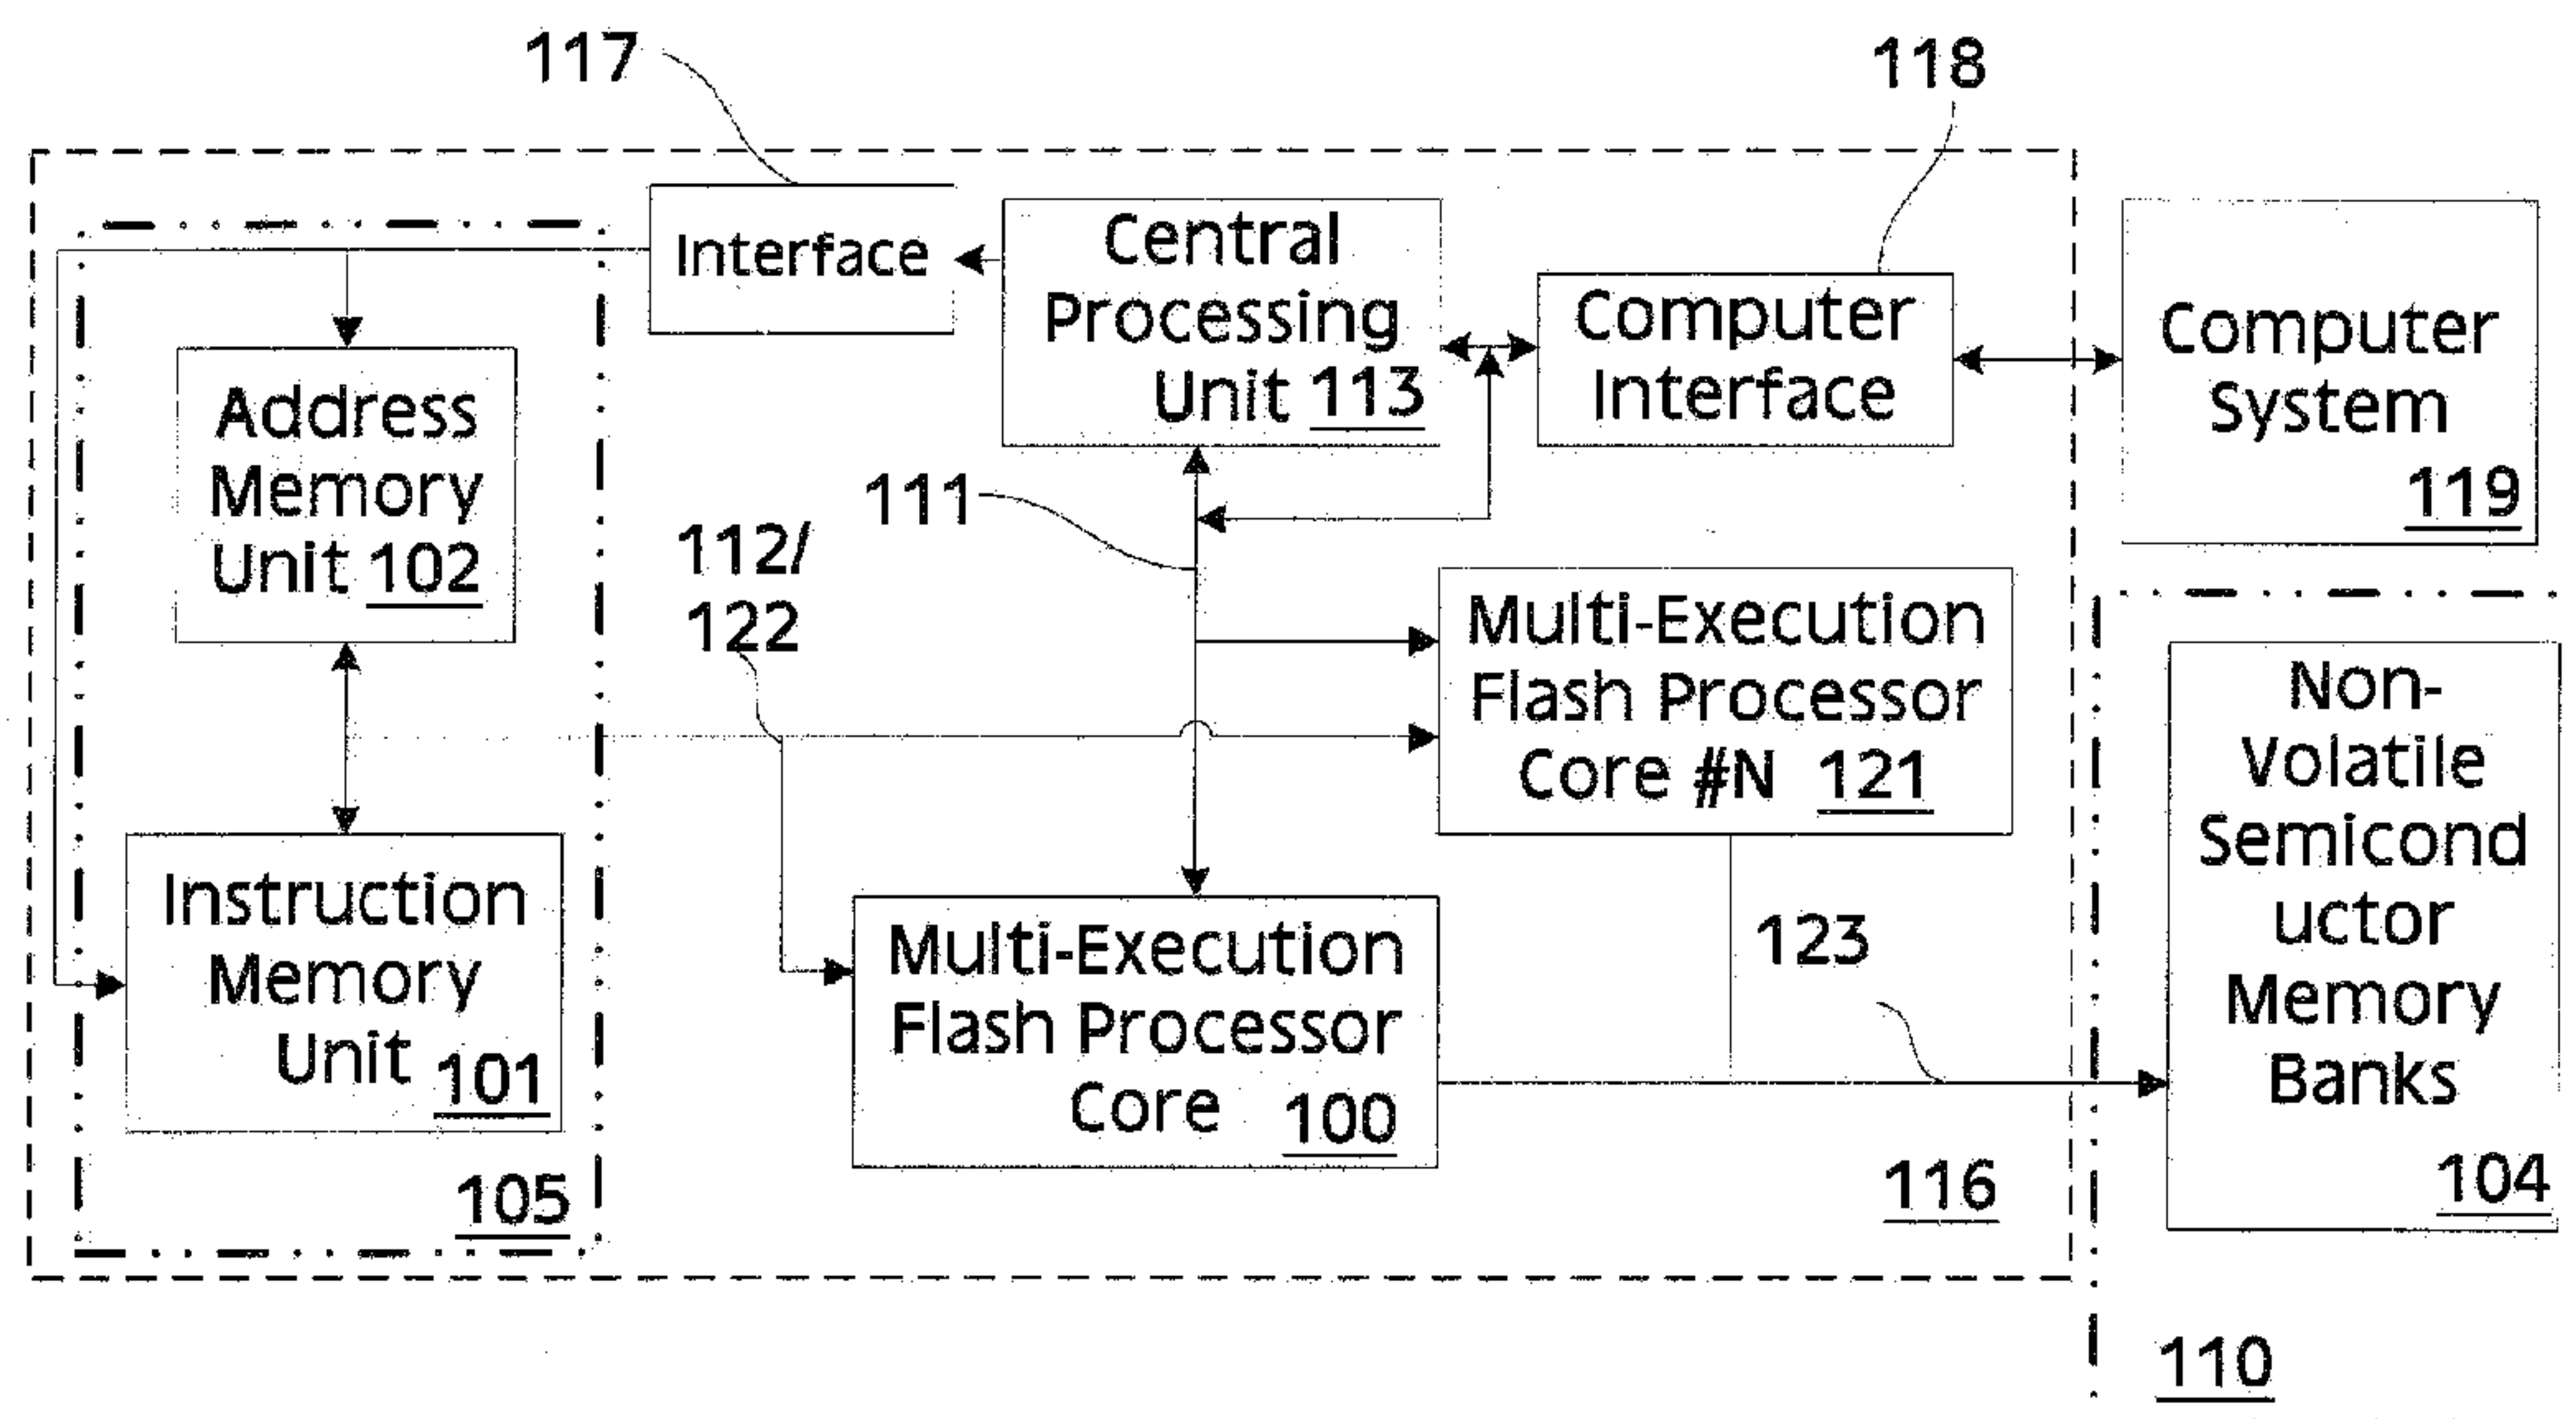 117
118
Interface
Central
Processing
Unit 113
Computer
Interface
Computer
System
119
Address
Memory
Unit 102
111
112/
122
Multi-Execution
Flash Processor
Core #N 121
Non-
Volatile
Semicond
uctor
Memory
Banks
104
Instruction
Memory
Unit 101
Multi-Execution
Flash Processor
Core 100
123
105
116
110